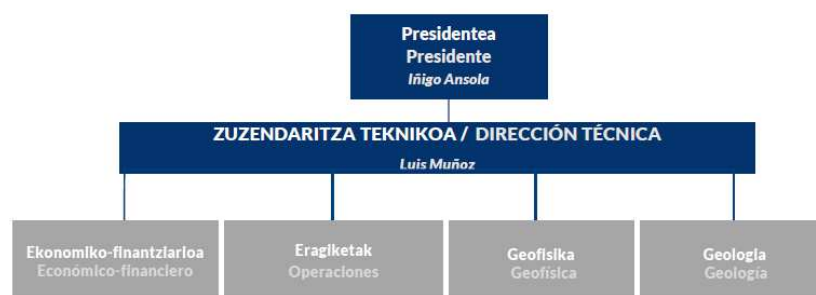 Presidentea
Presidente
Iñigo Ansola
ZUZENDARITZA TEKNIKOA / DIRECCIÓN TÉCNICA
Luis Muñoz
Ekonomiko-finantziarioa
Económico-financiero
Eragiketak
Operaciones
Geofisika
Geofísica
Geologia
Geología